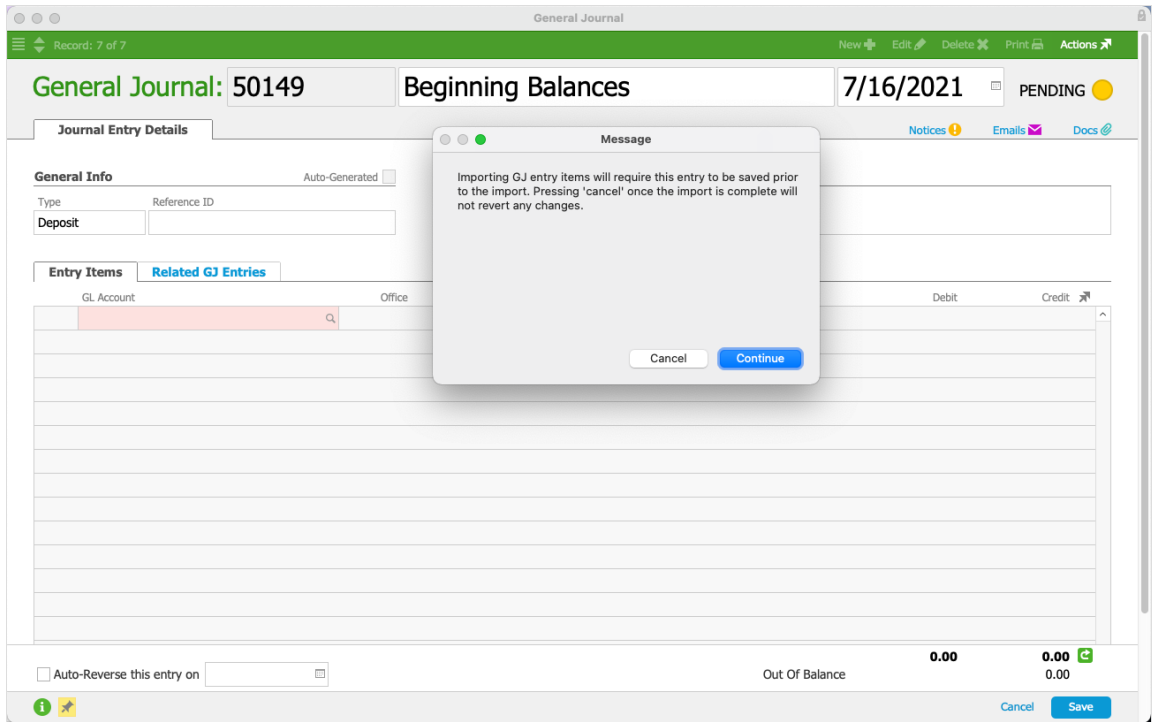 General Journal
Record: 7 of 7
New Edit Delete Print Actions
General Journal: 50149 Beginning Balances 7/16/2021 PENDING
Journal Entry Details
Notices Emails Docs
Message
Importing GJ entry items will require this entry to be saved prior
to the import. Pressing 'cancel' once the import is complete will
not revert any changes.
Cancel Continue
General Info Auto-Generated
Type Reference ID
Deposit
Entry Items Related GJ Entries
GL Account Office Debit Credit
0.00 0.00
Auto-Reverse this entry on
Out Of Balance 0.00
Cancel Save